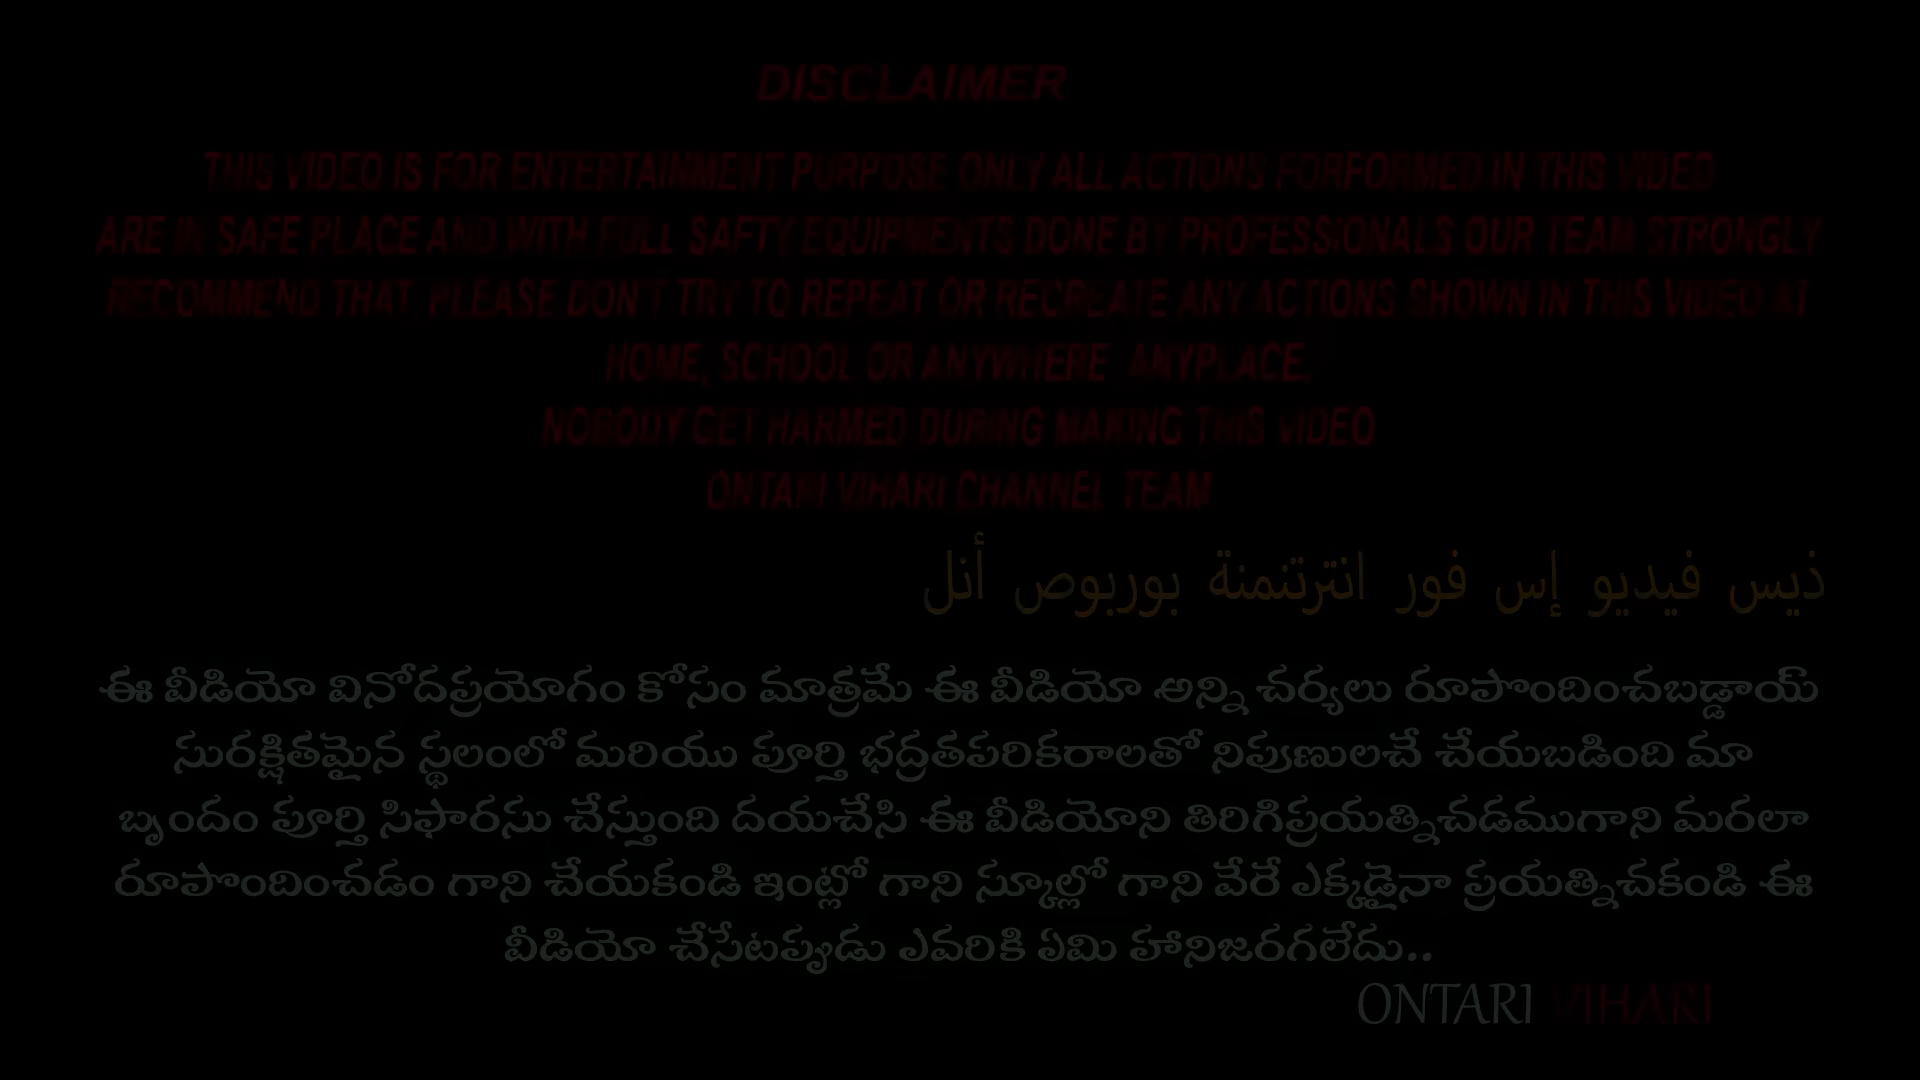 DISCLAIMER
THIS VIDEO IS FOR ENTERTAINMENT PURPOSE ONLY ALL ACTIONS FORFORMED IN THIS VIDEO
ARE IN SAFE PLACE AND WITH FULL SAFTY EQUIPMENTS DONE BY PROFESSIONALS OUR TEAM STRONGLY
RECOMMEND THAT, PLEASE DON'T TRY TO REPEAT OR RECREATE ANY ACTIONS SHOWN IN THIS VIDEO AT
HOME, SCHOOL OR ANYWHERE ANYPLACE.
NOBODY GET HARMED DURING MAKING THIS VIDEO
ONTARI VIHARI CHANNEL TEAM
ذيس فيديو إس فور انترتنمنة بوربوص أنل
ఈ వీడియో వినోదప్రయోగం కోసం మాత్రమే ఈ వీడియో అన్ని చర్యలు రూపొందించబడ్డాయ్
సురక్షితమైన స్థలంలో మరియు పూర్తి భద్రతపరికరాలతో నిపుణులచే చేయబడింది మా
బృందం పూర్తి సిఫారసు చేస్తుంది దయచేసి ఈ వీడియోని తిరిగిప్రయత్నిచడముగాని మరలా
రూపొందించడం గాని చేయకండి ఇంట్లో గాని స్కూల్లో గాని వేరే ఎక్కడైనా ప్రయత్నిచకండి ఈ
వీడియో చేసేటప్పుడు ఎవరికి ఏమి హానిజరగలేదు..
ONTARI VIHARI